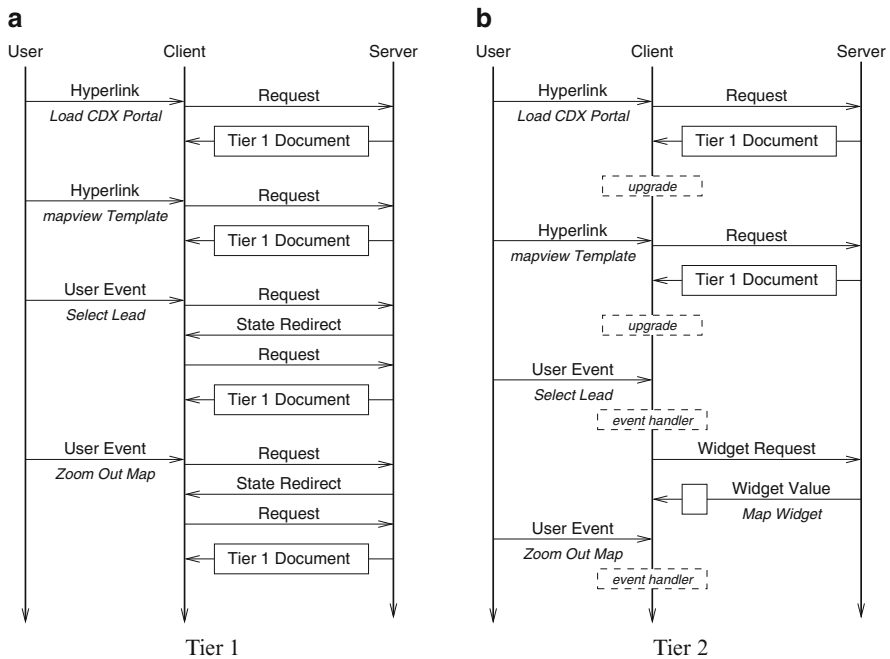 a
User
Client
Server
Hyperlink
Load CDX Portal
Request
Tier 1 Document
Hyperlink
mapview Template
Request
Tier 1 Document
User Event
Select Lead
Request
State Redirect
Request
Tier 1 Document
User Event
Zoom Out Map
Request
State Redirect
Request
Tier 1 Document
Tier 1
b
User
Client
Server
Hyperlink
Load CDX Portal
Request
Tier 1 Document
upgrade
Hyperlink
mapview Template
Request
Tier 1 Document
upgrade
User Event
Select Lead
event handler
Widget Request
Widget Value
Map Widget
User Event
Zoom Out Map
event handler
Tier 2